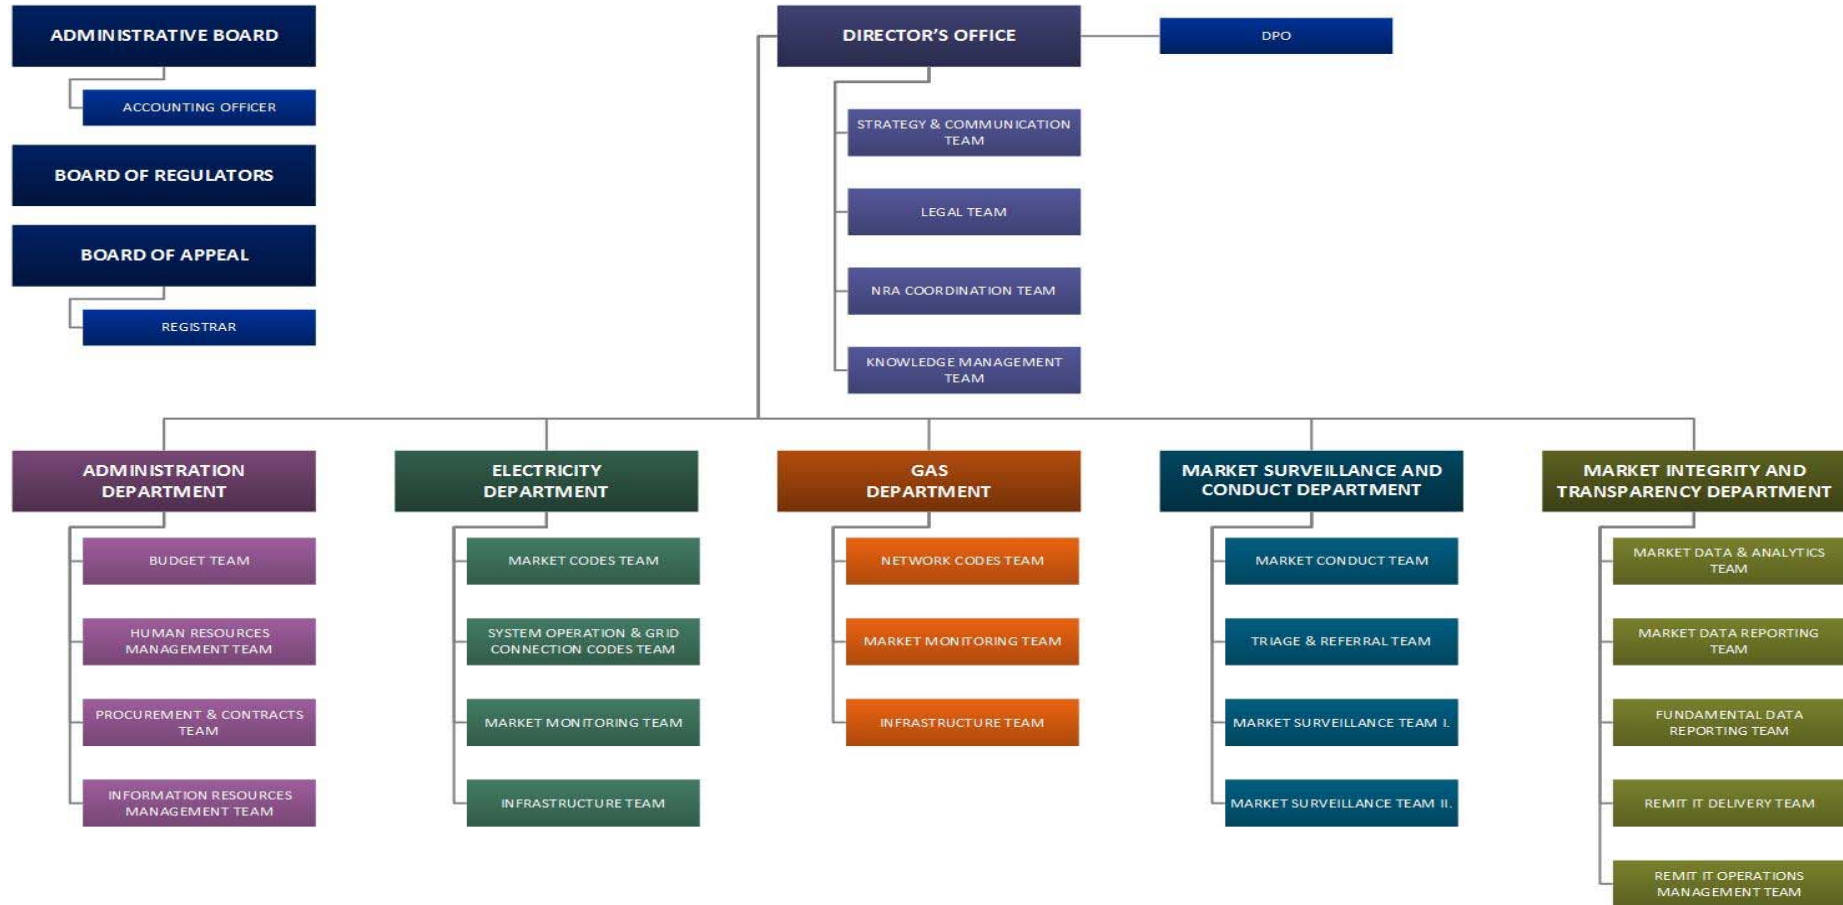 ADMINISTRATIVE BOARD
ACCOUNTING OFFICER
BOARD OF REGULATORS
BOARD OF APPEAL
REGISTRAR
DIRECTOR'S OFFICE
DPO
STRATEGY & COMMUNICATION
TEAM
LEGAL TEAM
NRA COORDINATION TEAM
KNOWLEDGE MANAGEMENT
TEAM
ADMINISTRATION
DEPARTMENT
BUDGET TEAM
HUMAN RESOURCES
MANAGEMENT TEAM
PROCUREMENT & CONTRACTS
TEAM
INFORMATION RESOURCES
MANAGEMENT TEAM
ELECTRICITY
DEPARTMENT
MARKET CODES TEAM
SYSTEM OPERATION & GRID
CONNECTION CODES TEAM
MARKET MONITORING TEAM
INFRASTRUCTURE TEAM
GAS
DEPARTMENT
NETWORK CODES TEAM
MARKET MONITORING TEAM
INFRASTRUCTURE TEAM
MARKET SURVEILLANCE AND
CONDUCT DEPARTMENT
MARKET CONDUCT TEAM
TRIAGE & REFERRAL TEAM
MARKET SURVEILLANCE TEAM I.
MARKET SURVEILLANCE TEAM II.
MARKET INTEGRITY AND
TRANSPARENCY DEPARTMENT
MARKET DATA & ANALYTICS
TEAM
MARKET DATA REPORTING
TEAM
FUNDAMENTAL DATA
REPORTING TEAM
REMIT IT DELIVERY TEAM
REMIT IT OPERATIONS
MANAGEMENT TEAM